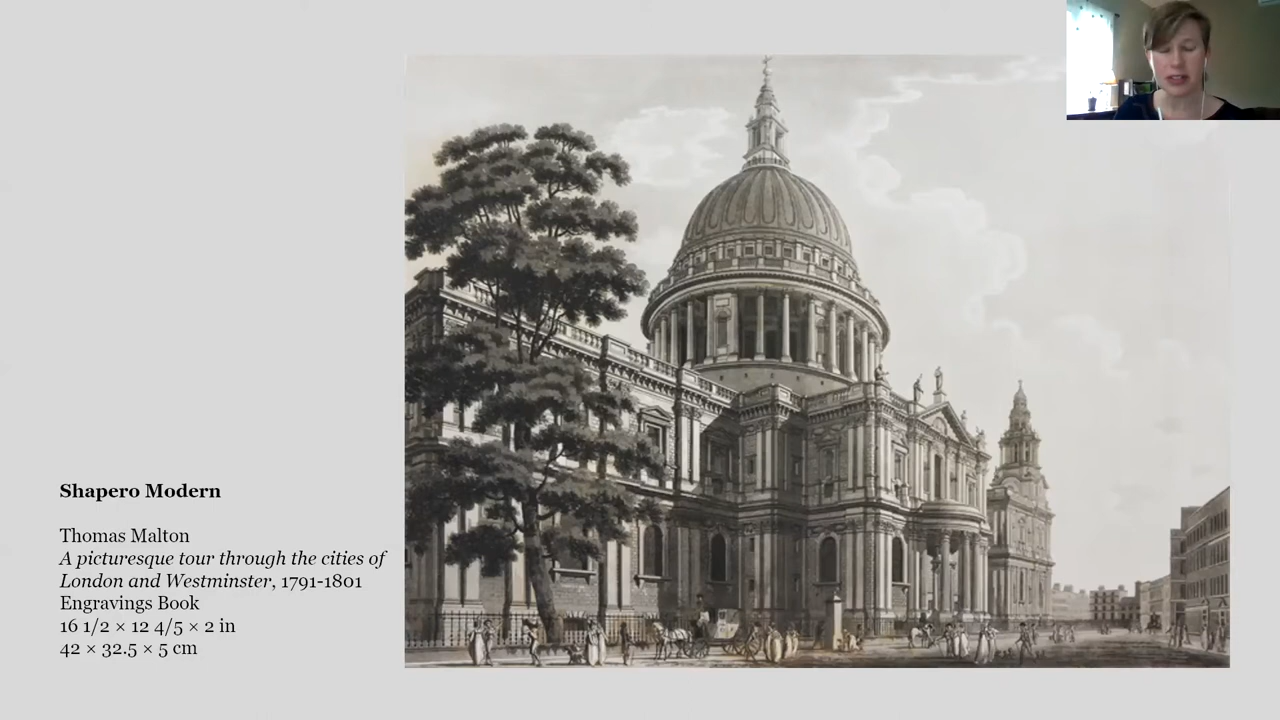 Shapero Modern
Thomas Malton
A picturesque tour through the cities of
London and Westminster, 1791-1801
Engravings Book
16 1/2 × 12 4/5 × 2 in
42 × 32.5 × 5 cm